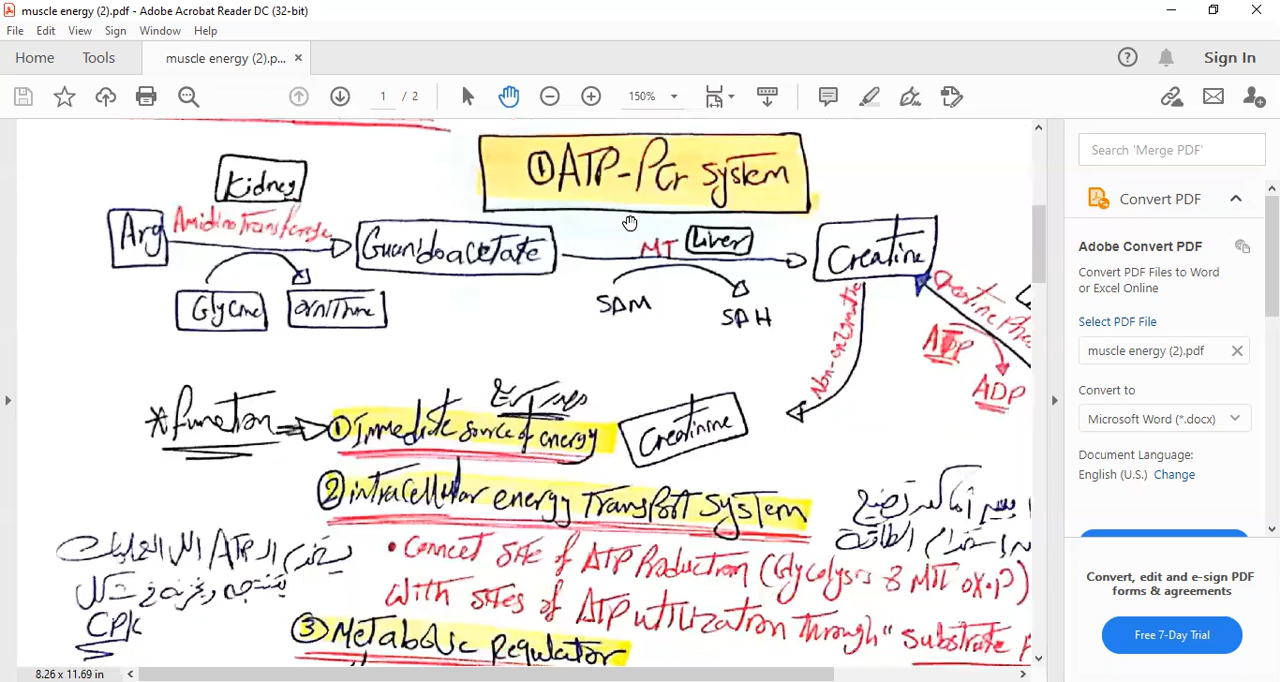 muscle energy (2).pdf - Adobe Acrobat Reader DC (32-bit)
File Edit View Sign Window Help
Home Tools muscle energy (2).p... × Sign In
1 / 2 150%
① ATP-PCr System
Kidney
Arg Amidinotransferase Guanidoacetate MT Liver Creatine
Glycine ornithine SAM SAH
Non-enzymatic
Creatine
ADP
*function ① Immediate source of energy
Creatinine
② intracellular energy Transport system
• Connect site of ATP Production (Glycolysis & MIT ox.P)
with sites of ATP utilization through "substrate
③ Metabolic Regulator
CPK
8.26 x 11.69 in
Search 'Merge PDF'
Convert PDF
Adobe Convert PDF
Convert PDF Files to Word
or Excel Online
Select PDF File
muscle energy (2).pdf
Convert to
Microsoft Word (*.docx)
Document Language:
English (U.S.) Change
Convert, edit and e-sign PDF
forms & agreements
Free 7-Day Trial